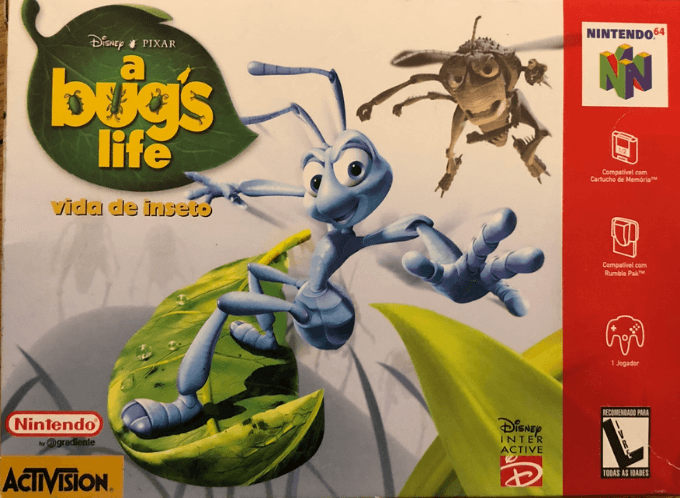 Disney PIXAR
a
bug's
life
vida de inseto
NINTENDO64
Compatível com
Cartucho de Memória™
Compatível com
Rumble Pak™
1 Jogador
Nintendo®
by gradiente
ACTIVISION.
Disney
INTER
ACTIVE
D
RECOMENDADO PARA
LIVRE
L
TODAS AS IDADES